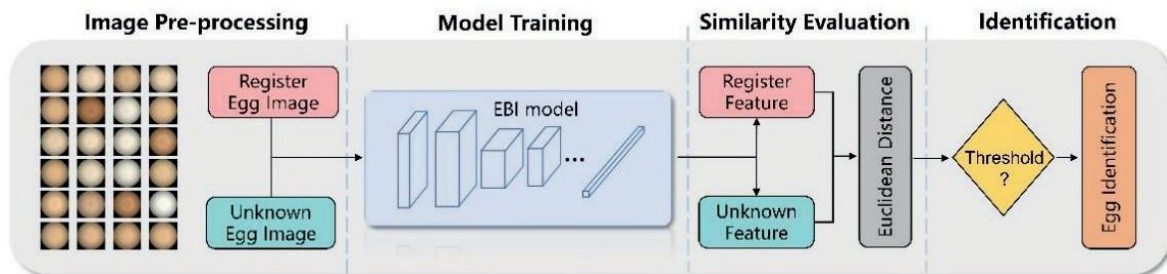 Image Pre-processing
Model Training
Similarity Evaluation
Identification
Register
Egg Image
Unknown
Egg Image
EBI model
...
Register
Feature
Unknown
Feature
Euclidean Distance
Threshold
?
Egg Identification